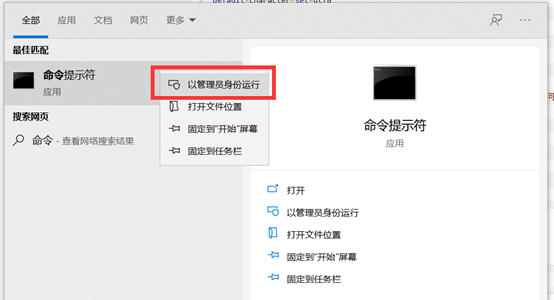 default-character-set=utf8
全部 应用 文档 网页 更多
最佳匹配
命令提示符
应用
搜索网页
命令 - 查看网络搜索结果
以管理员身份运行
打开文件位置
固定到"开始"屏幕
固定到任务栏
命令提示符
应用
打开
以管理员身份运行
打开文件位置
固定到"开始"屏幕
固定到任务栏
何